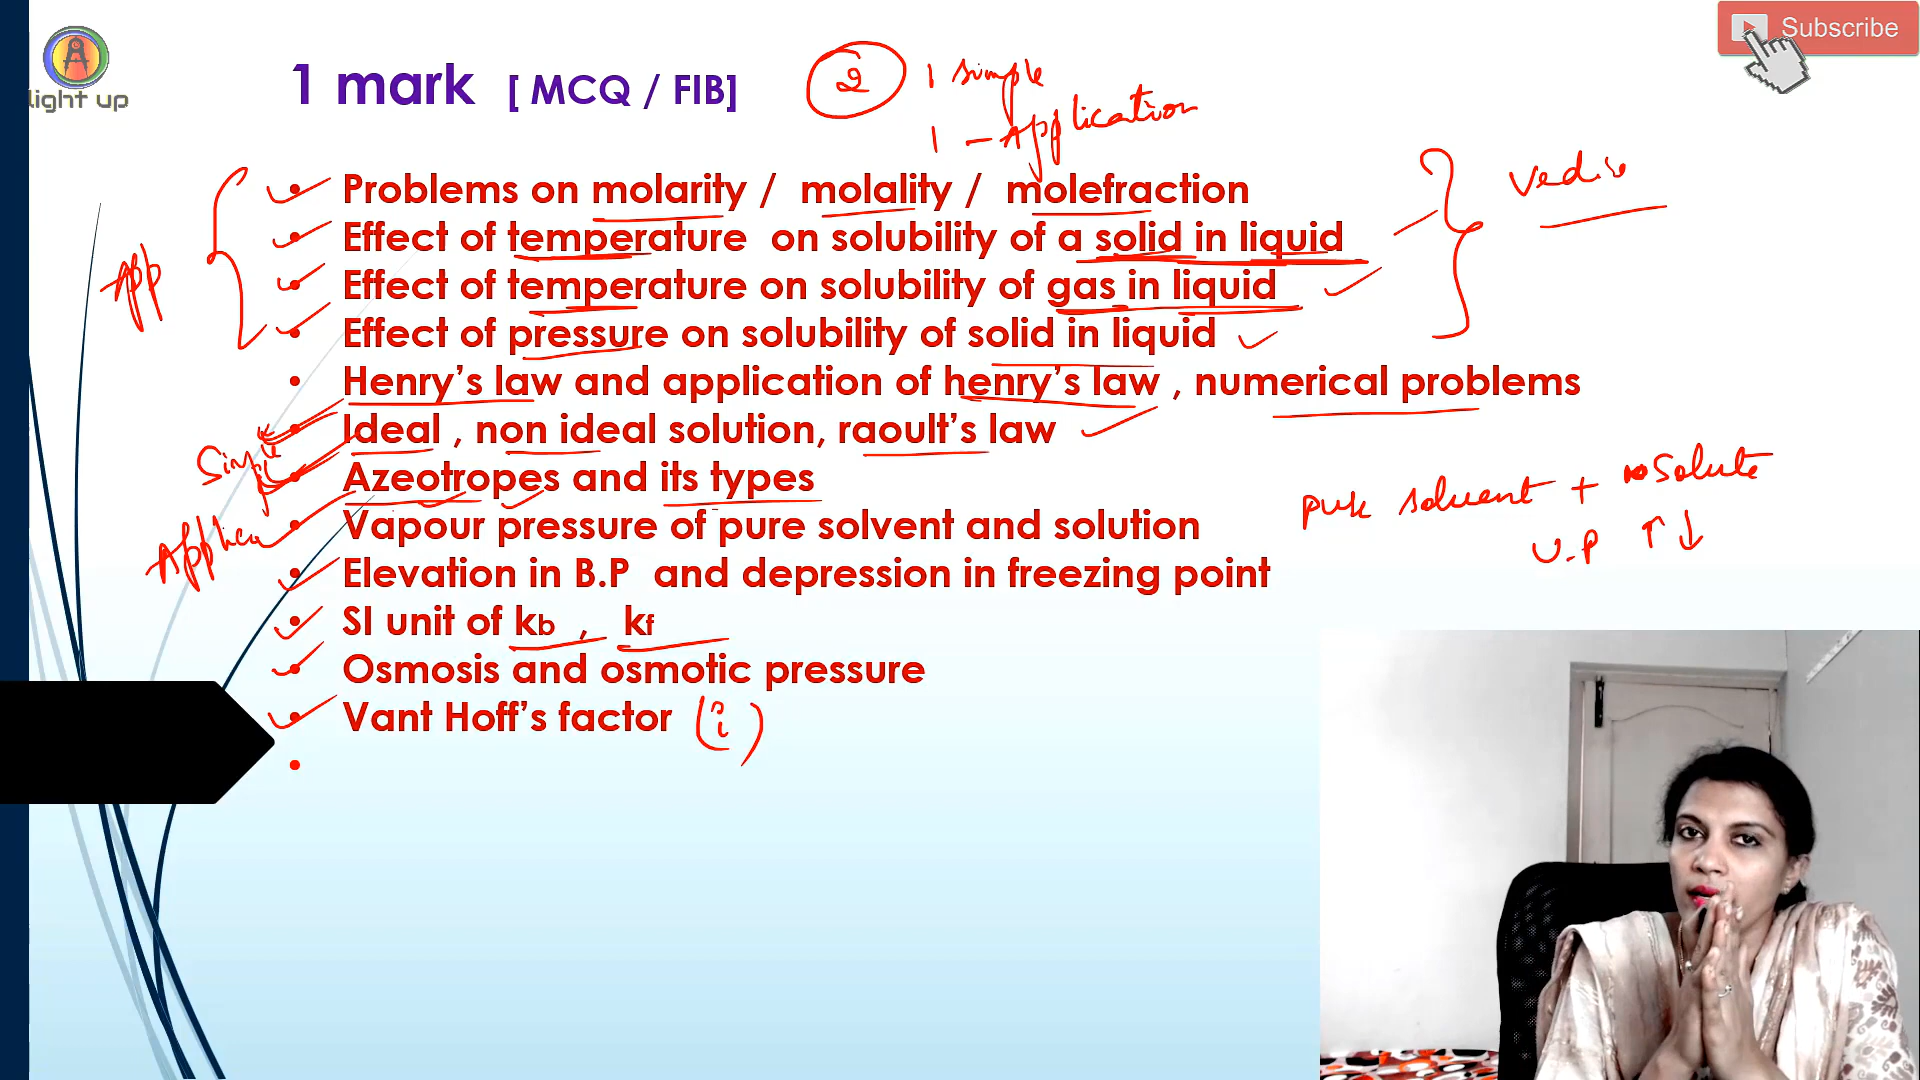 light up
Subscribe
1 mark [ MCQ / FIB]
2
1 simple
1 - Application
• Problems on molarity / molality / molefraction
• Effect of temperature on solubility of a solid in liquid
• Effect of temperature on solubility of gas in liquid
• Effect of pressure on solubility of solid in liquid
App
• Henry's law and application of henry's law , numerical problems
• Ideal , non ideal solution, raoult's law
Simple
• Azeotropes and its types
• Vapour pressure of pure solvent and solution
pure solvent + solute
V.P ↑↓
• Elevation in B.P and depression in freezing point
• SI unit of kb , kf
• Osmosis and osmotic pressure
• Vant Hoff's factor (i)
•